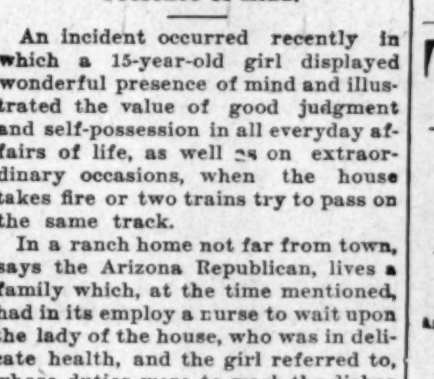 An incident occurred recently in
which a 15-year-old girl displayed
wonderful presence of mind and illus-
trated the value of good judgment
and self-possession in all everyday af-
fairs of life, as well as on extraor-
dinary occasions, when the house
takes fire or two trains try to pass on
the same track.
In a ranch home not far from town,
says the Arizona Republican, lives a
family which, at the time mentioned,
had in its employ a nurse to wait upon
the lady of the house, who was in deli-
cate health, and the girl referred to,